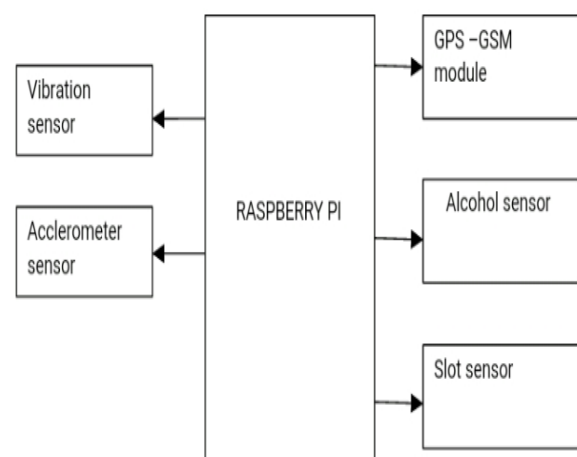 Vibration
sensor
Acclerometer
sensor
RASPBERRY PI
GPS –GSM
module
Alcohol sensor
Slot sensor